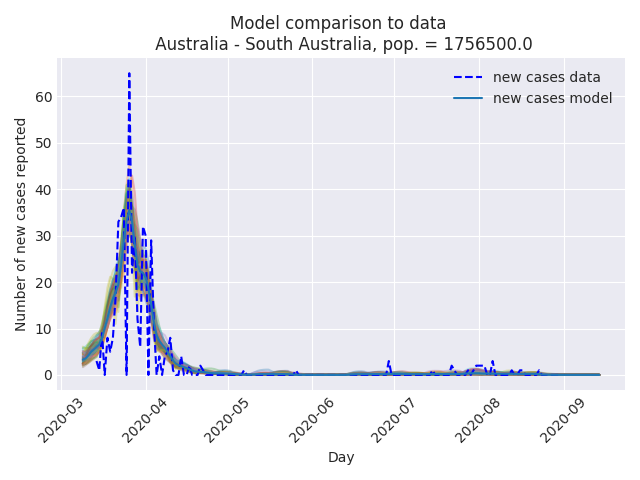 Model comparison to data
Australia - South Australia, pop. = 1756500.0
new cases data
new cases model
Number of new cases reported
60
50
40
30
20
10
0
2020-03
2020-04
2020-05
2020-06
2020-07
2020-08
2020-09
Day